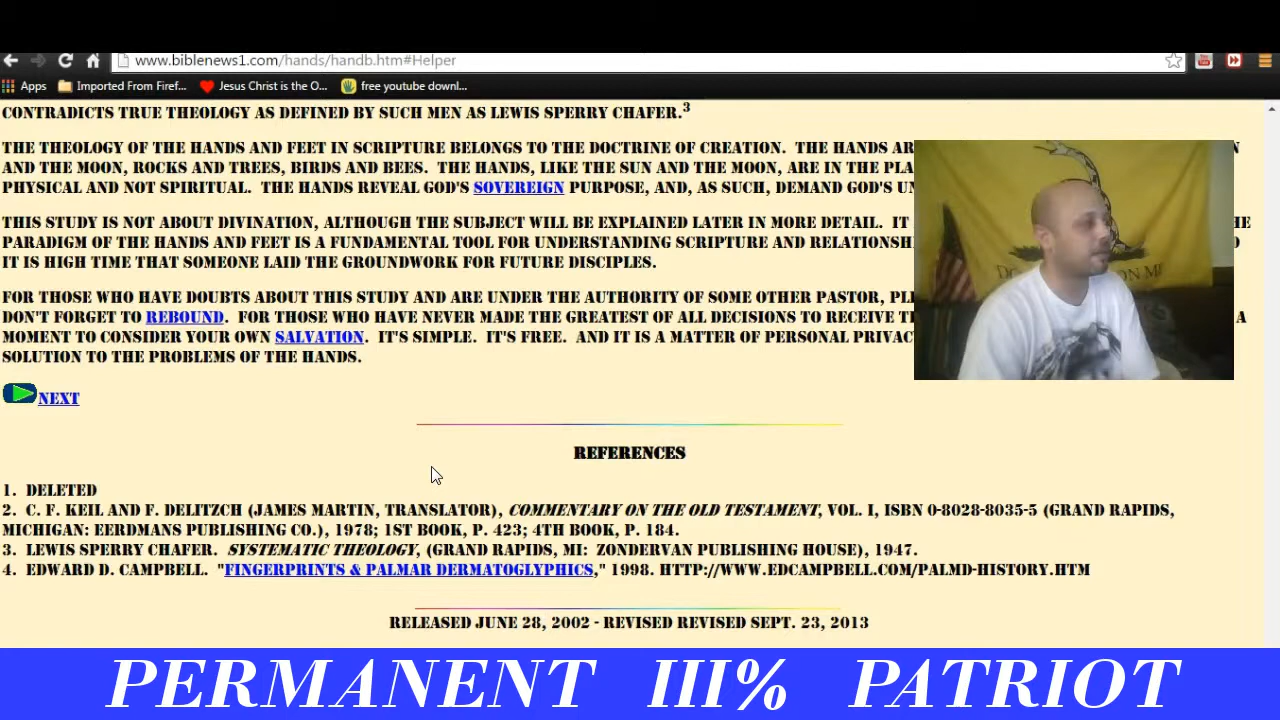 www.biblenews1.com/hands/handb.htm#Helper
Apps Imported From Firef... Jesus Christ is the O... free youtube downl...
CONTRADICTS TRUE THEOLOGY AS DEFINED BY SUCH MEN AS LEWIS SPERRY CHAFER.3
THE THEOLOGY OF THE HANDS AND FEET IN SCRIPTURE BELONGS TO THE DOCTRINE OF CREATION. THE HANDS
AND THE MOON, ROCKS AND TREES, BIRDS AND BEES. THE HANDS, LIKE THE SUN AND THE MOON, ARE IN THE
PHYSICAL AND NOT SPIRITUAL. THE HANDS REVEAL GOD'S SOVEREIGN PURPOSE, AND, AS SUCH, DEMAND GOD'S
THIS STUDY IS NOT ABOUT DIVINATION, ALTHOUGH THE SUBJECT WILL BE EXPLAINED LATER IN MORE DETAIL. IT
PARADIGM OF THE HANDS AND FEET IS A FUNDAMENTAL TOOL FOR UNDERSTANDING SCRIPTURE AND
IT IS HIGH TIME THAT SOMEONE LAID THE GROUNDWORK FOR FUTURE DISCIPLES.
FOR THOSE WHO HAVE DOUBTS ABOUT THIS STUDY AND ARE UNDER THE AUTHORITY OF SOME OTHER PASTOR,
DON'T FORGET TO REBOUND. FOR THOSE WHO HAVE NEVER MADE THE GREATEST OF ALL DECISIONS TO RECEIVE A
MOMENT TO CONSIDER YOUR OWN SALVATION. IT'S SIMPLE. IT'S FREE. AND IT IS A MATTER OF PERSONAL
SOLUTION TO THE PROBLEMS OF THE HANDS.
NEXT
REFERENCES
1. DELETED
2. C. F. KEIL AND F. DELITZCH (JAMES MARTIN, TRANSLATOR), COMMENTARY ON THE OLD TESTAMENT, VOL. I, ISBN 0-8028-8035-5 (GRAND RAPIDS,
MICHIGAN: EERDMANS PUBLISHING CO.), 1978; 1ST BOOK, P. 423; 4TH BOOK, P. 184.
3. LEWIS SPERRY CHAFER. SYSTEMATIC THEOLOGY, (GRAND RAPIDS, MI: ZONDERVAN PUBLISHING HOUSE), 1947.
4. EDWARD D. CAMPBELL. "FINGERPRINTS & PALMAR DERMATOGLYPHICS," 1998. HTTP://WWW.EDCAMPBELL.COM/PALMD-HISTORY.HTM
RELEASED JUNE 28, 2002 - REVISED REVISED SEPT. 23, 2013
PERMANENT III% PATRIOT